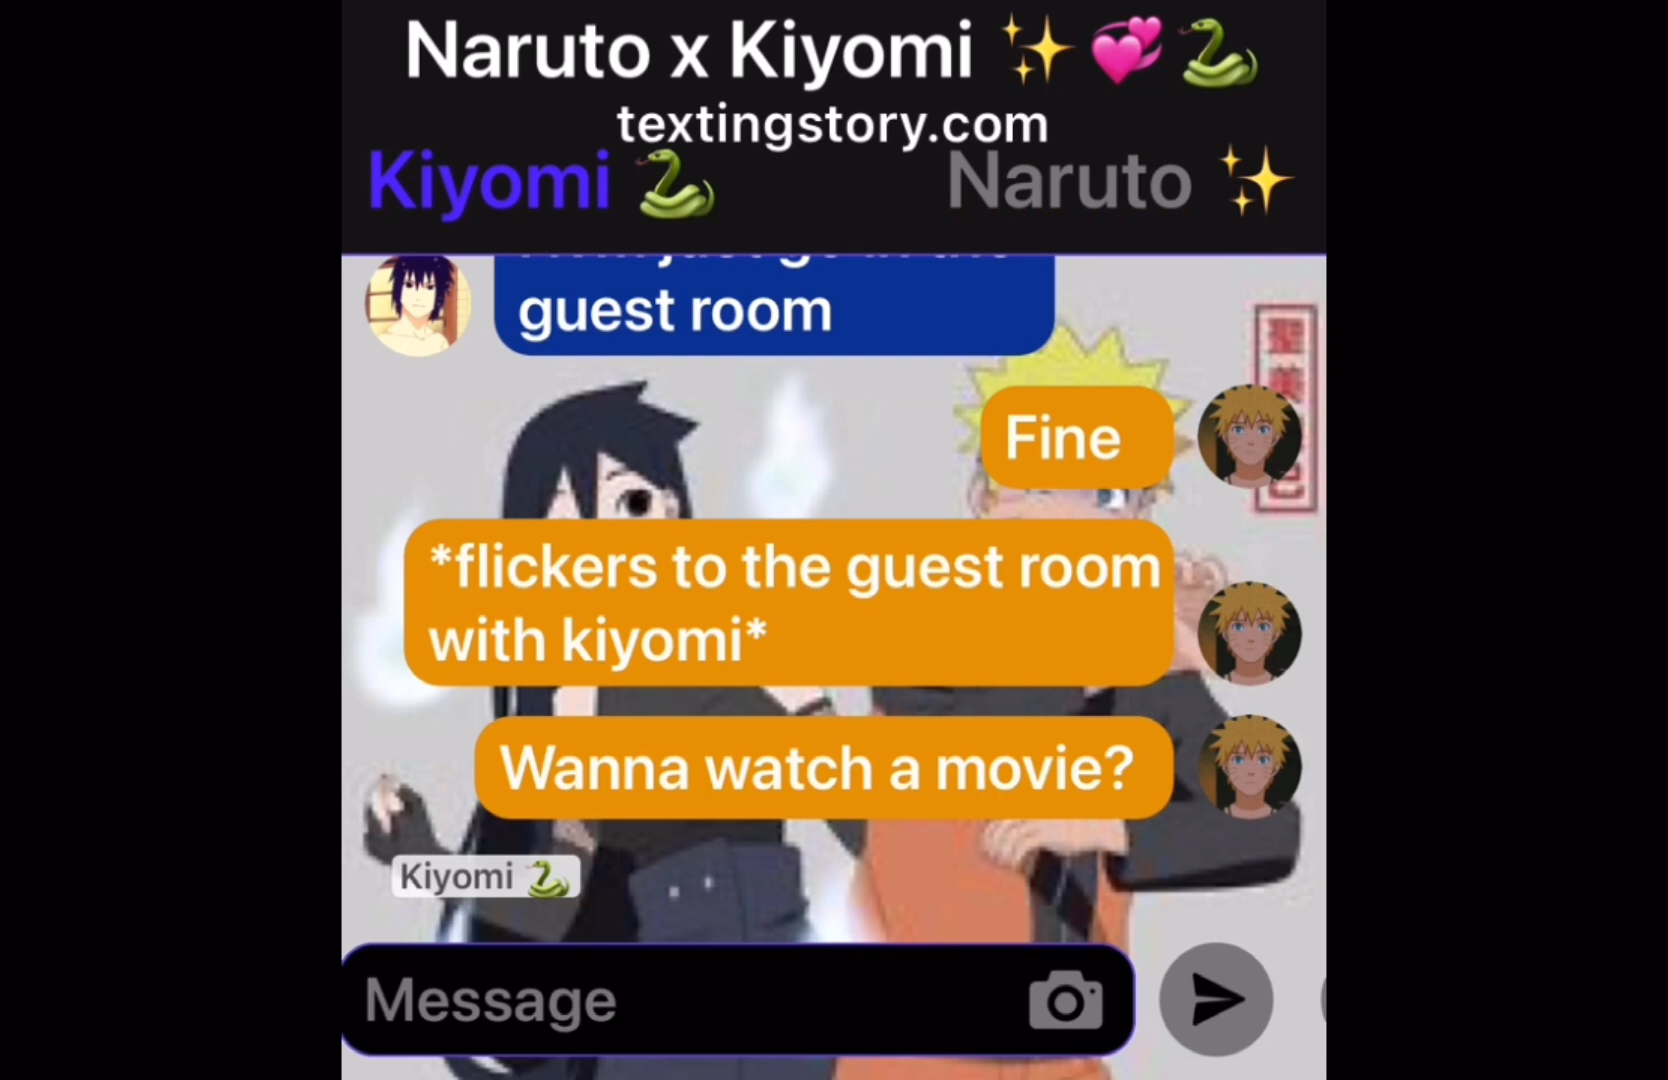 Naruto x Kiyomi ✨ 💞 🐍
textingstory.com
Kiyomi 🐍
Naruto ✨
guest room
Fine
*flickers to the guest room
with kiyomi*
Wanna watch a movie?
Kiyomi 🐍
Message